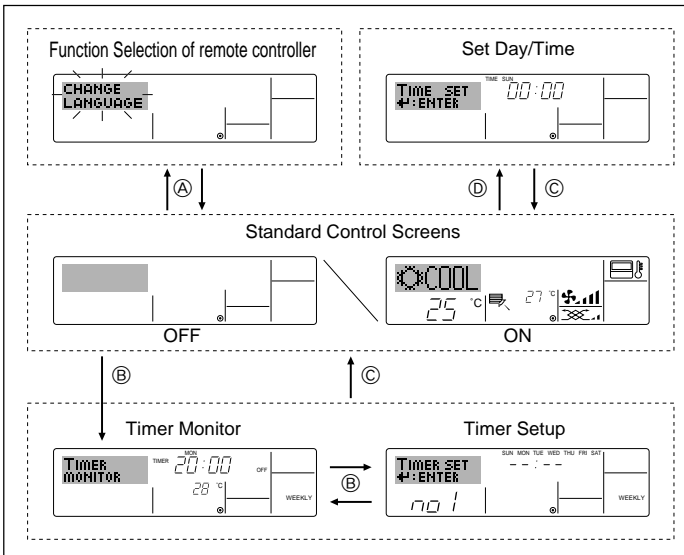 Function Selection of remote controller
CHANGE
LANGUAGE
Set Day/Time
TIME SUN
TIME SET
↵:ENTER
00:00
Ⓐ
Ⓓ
Ⓒ
Standard Control Screens
COOL
25 °C
27 °C
OFF
ON
Ⓑ
Ⓒ
Timer Monitor
TIMER
MONITOR
MON
TIMER 20:00 OFF
28 °C
WEEKLY
Ⓑ
Timer Setup
TIMER SET
↵:ENTER
SUN MON TUE WED THU FRI SAT
--:--
no 1
WEEKLY